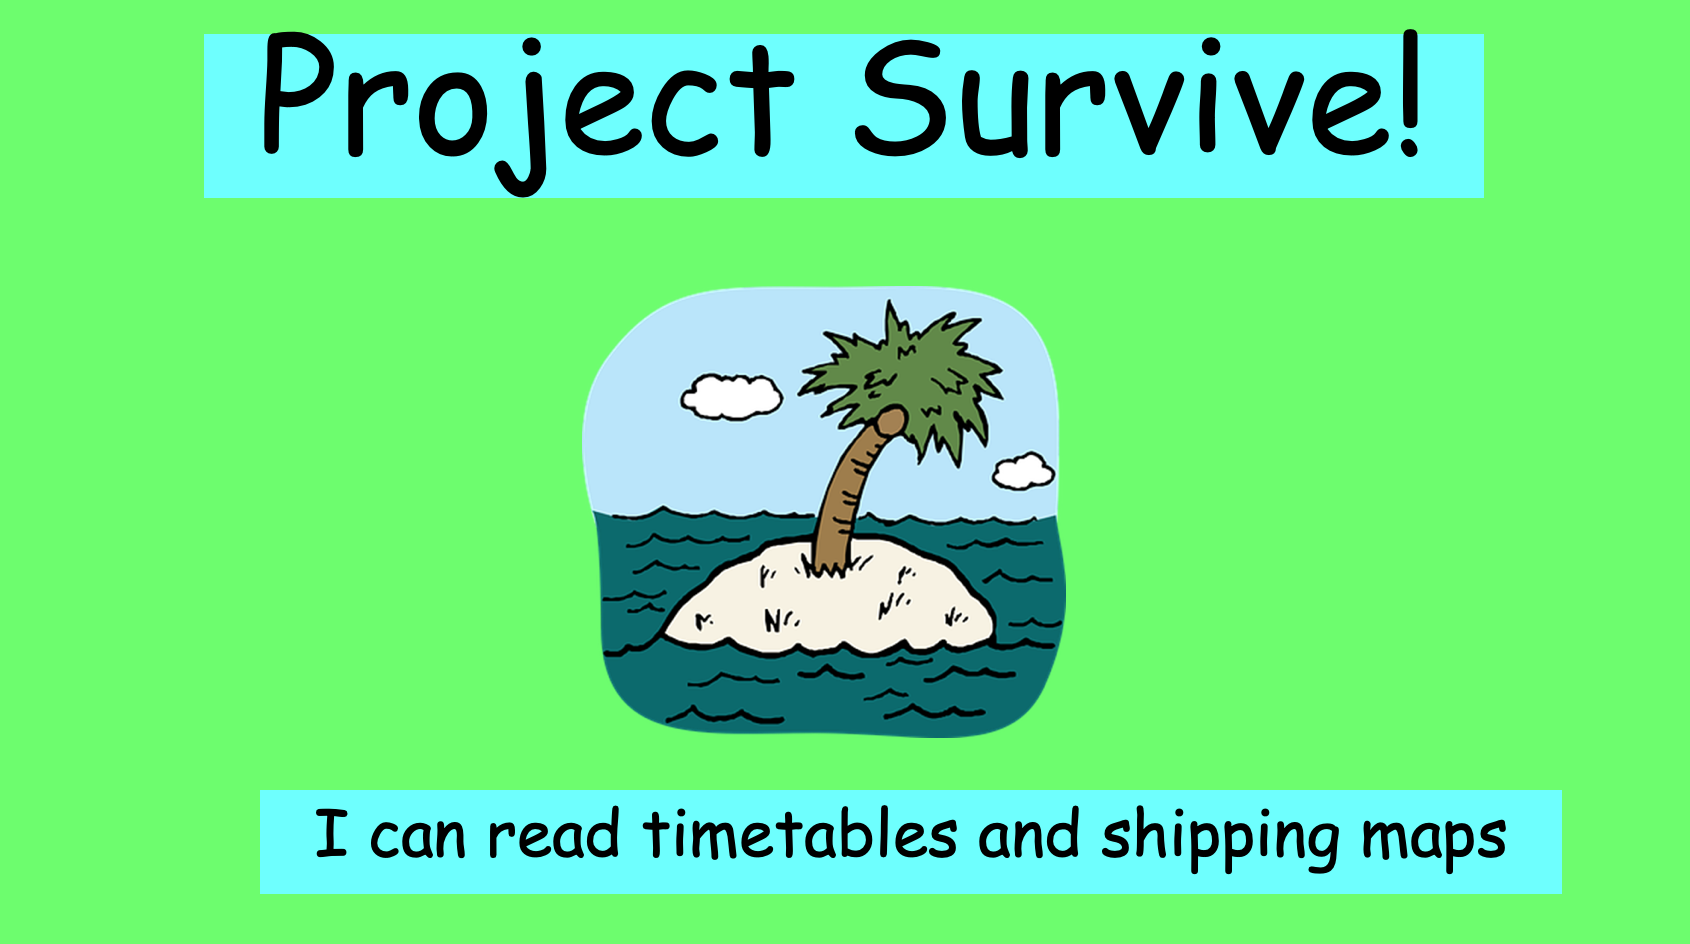 Project Survive!
I can read timetables and shipping maps